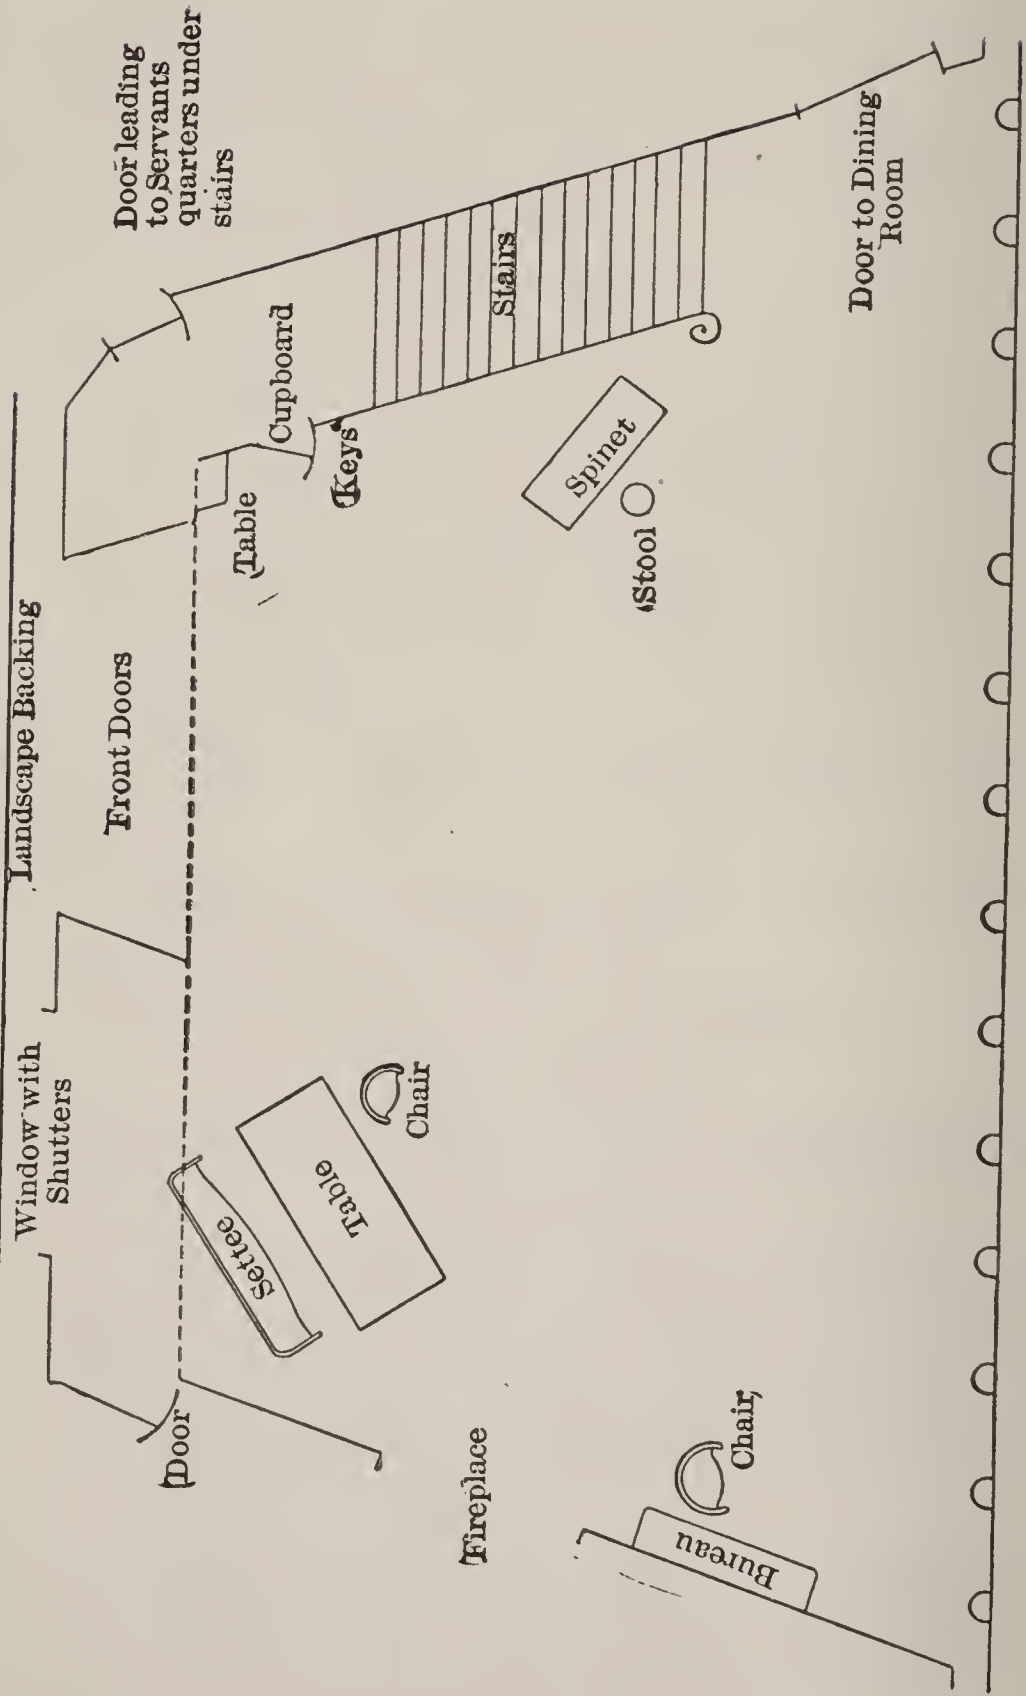 Landscape Backing
Window with
Shutters
Front Doors
Door leading
to Servants
quarters under
stairs
Door
Settee
Table
Cupboard
Table
Keys
Chair
Fireplace
Stairs
Spinet
Stool
Bureau
Chair
Door to Dining
Room